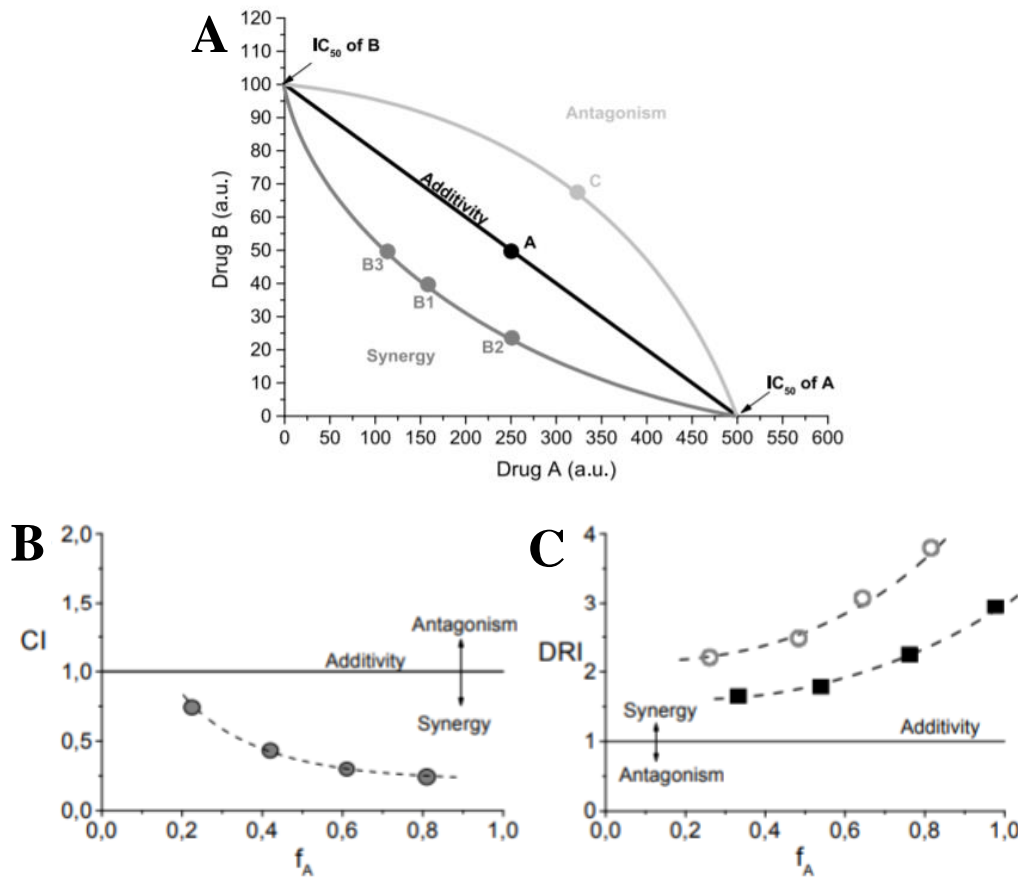 A
120
110
100
90
80
70
60
50
40
30
20
10
0
Drug B (a.u.)
IC50 of B
Antagonism
Additivity
C
A
B3
B1
B2
Synergy
IC50 of A
0 50 100 150 200 250 300 350 400 450 500 550 600
Drug A (a.u.)
B
2,0
1,5
1,0
0,5
0,0
CI
Antagonism
Additivity
Synergy
0,0 0,2 0,4 0,6 0,8 1,0
fA
C
4
3
2
1
0
DRI
Synergy
Additivity
Antagonism
0,0 0,2 0,4 0,6 0,8 1,0
fA